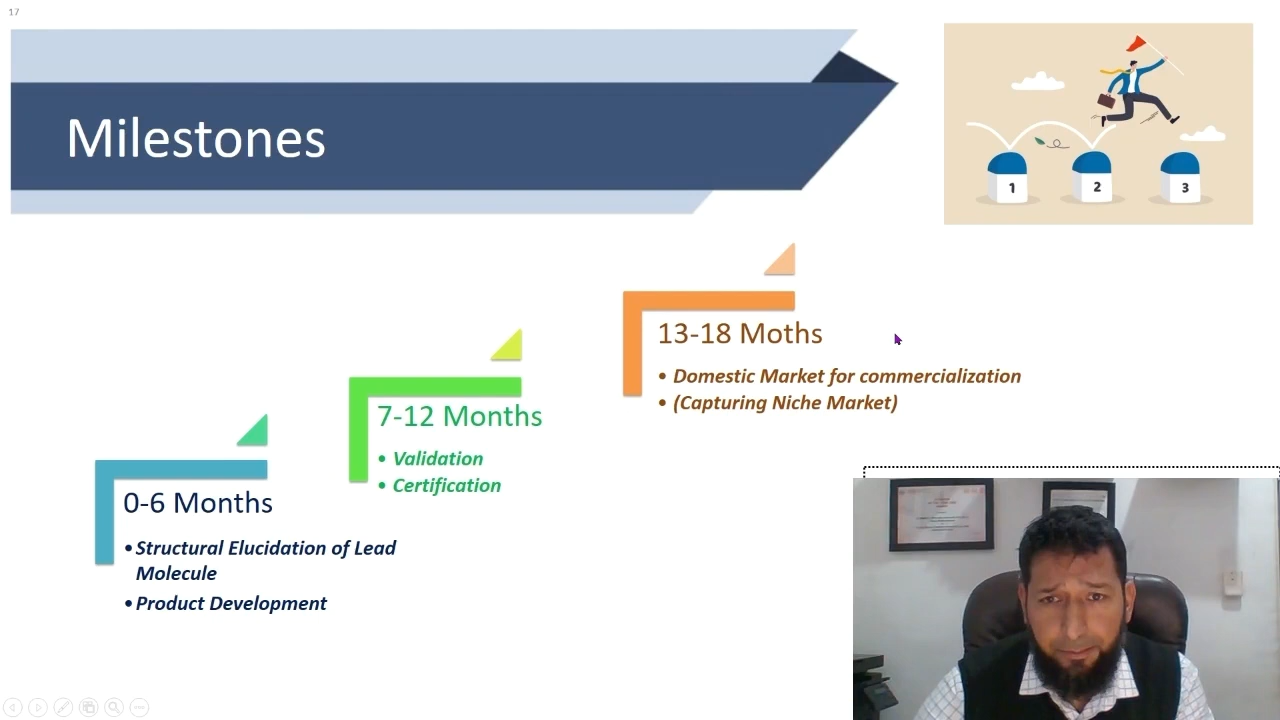 17
Milestones
1
2
3
13-18 Moths
• Domestic Market for commercialization
• (Capturing Niche Market)
7-12 Months
• Validation
• Certification
0-6 Months
• Structural Elucidation of Lead
Molecule
• Product Development